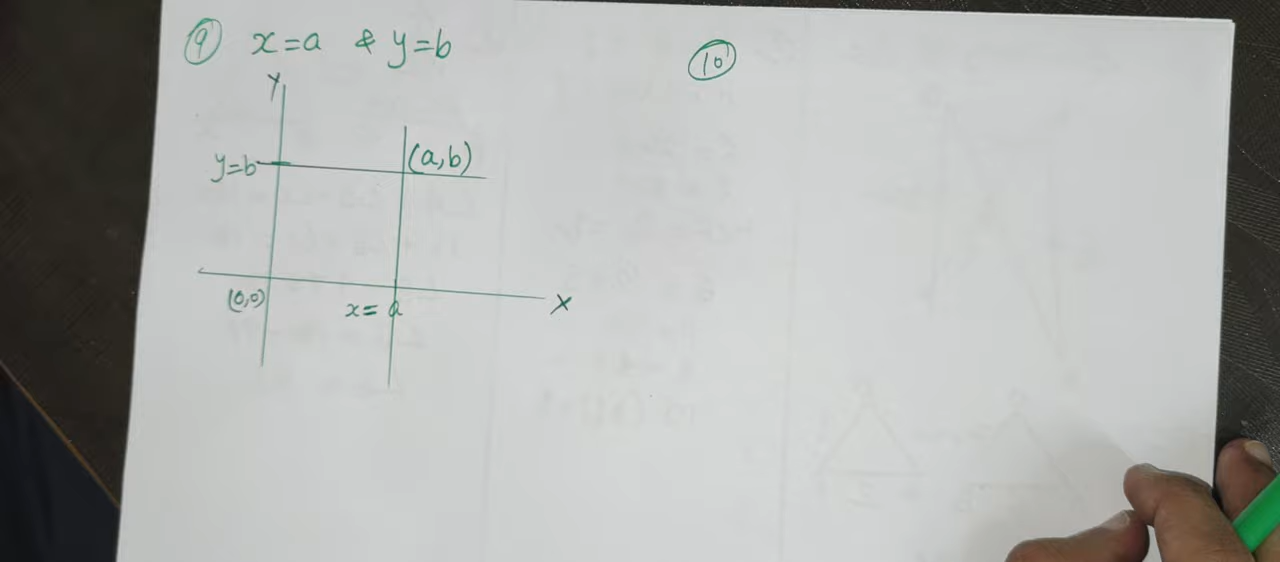 9 x=a & y=b
Y
y=b
(a,b)
(0,0)
x= a
X
10